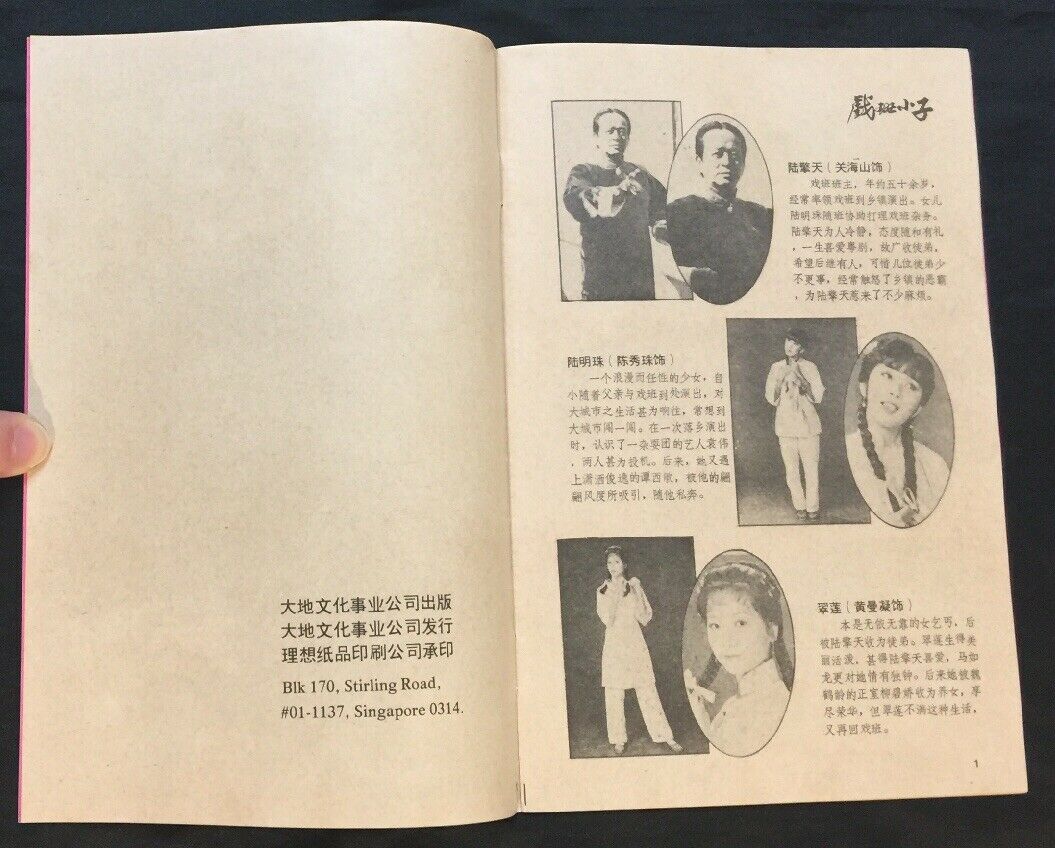 大地文化事业公司出版
大地文化事业公司发行
理想纸品印刷公司承印
Blk 170, Stirling Road,
#01-1137, Singapore 0314.
戏班小子
陆擎天（关海山饰）
戏班班主，年约五十余岁，
经常率领戏班到乡镇演出。女儿
陆明珠随班协助打理戏班杂务。
陆擎天为人冷静，态度随和有礼
，一生喜爱粤剧，故广收徒弟，
希望后继有人，可惜几位徒弟少
不更事，经常触怒了乡镇的恶霸
，为陆擎天惹来了不少麻烦。
陆明珠（陈秀珠饰）
一个浪漫而任性的少女，自
小随着父亲与戏班到处演出，对
大城市之生活甚为响往，常想到
大城市闯一闯。在一次落乡演出
时，认识了一杂耍团的艺人袁伟
，两人甚为投机。后来，她又遇
上潇洒俊逸的谭西敏，被他的翩
翩风度所吸引，随他私奔。
翠莲（黄曼凝饰）
本是无依无靠的女乞丐，后
被陆擎天收为徒弟。翠莲生得美
丽活泼，甚得陆擎天喜爱，马如
龙更对她情有独钟。后来她被魏
鹤龄的正室柳碧娇收为养女，享
尽荣华，但翠莲不满这种生活，
又再回戏班。
1